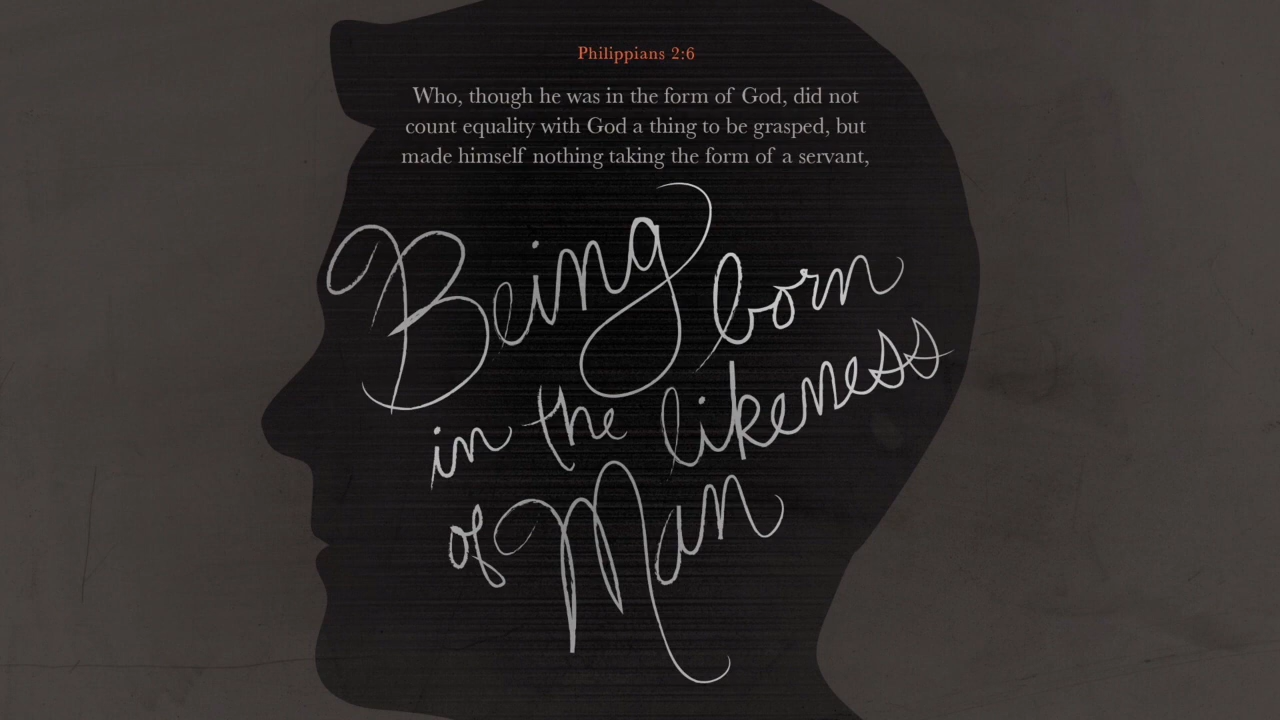 Philippians 2:6
Who, though he was in the form of God, did not
count equality with God a thing to be grasped, but
made himself nothing taking the form of a servant,
Being born
in the likeness
of Man